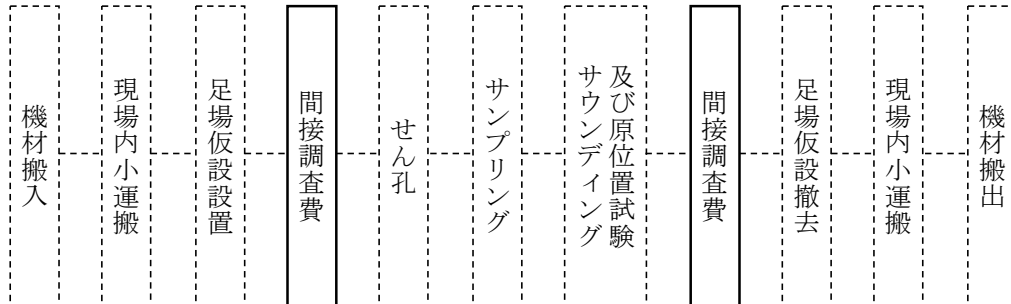 機材搬入
現場内小運搬
足場仮設設置
間接調査費
せん孔
サンプリング
サウンディング
及び原位置試験
間接調査費
足場仮設撤去
現場内小運搬
機材搬出